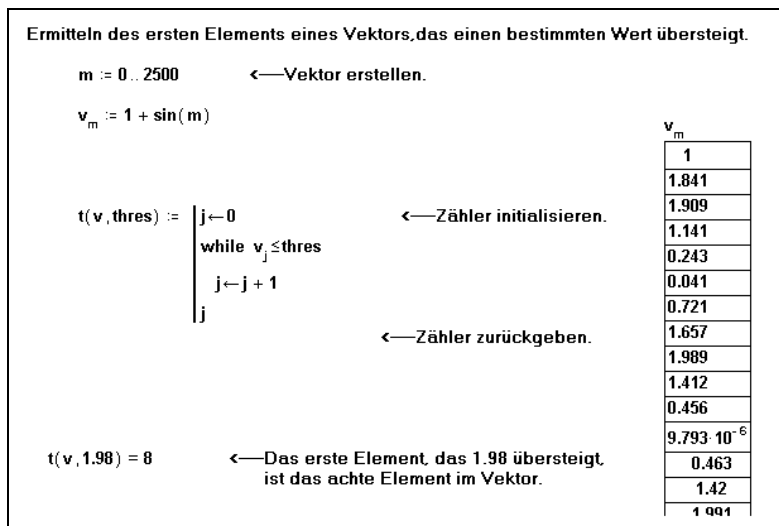 Ermitteln des ersten Elements eines Vektors,das einen bestimmten Wert übersteigt.
m := 0 .. 2500 <—Vektor erstellen.
v_m := 1 + sin(m)
t(v,thres) := j←0 <—Zähler initialisieren.
while v_j ≤thres
j←j + 1
j
<—Zähler zurückgeben.
t(v,1.98) = 8 <—Das erste Element, das 1.98 übersteigt,
ist das achte Element im Vektor.
v_m
1
1.841
1.909
1.141
0.243
0.041
0.721
1.657
1.989
1.412
0.456
9.793·10^-6
0.463
1.42
1.991